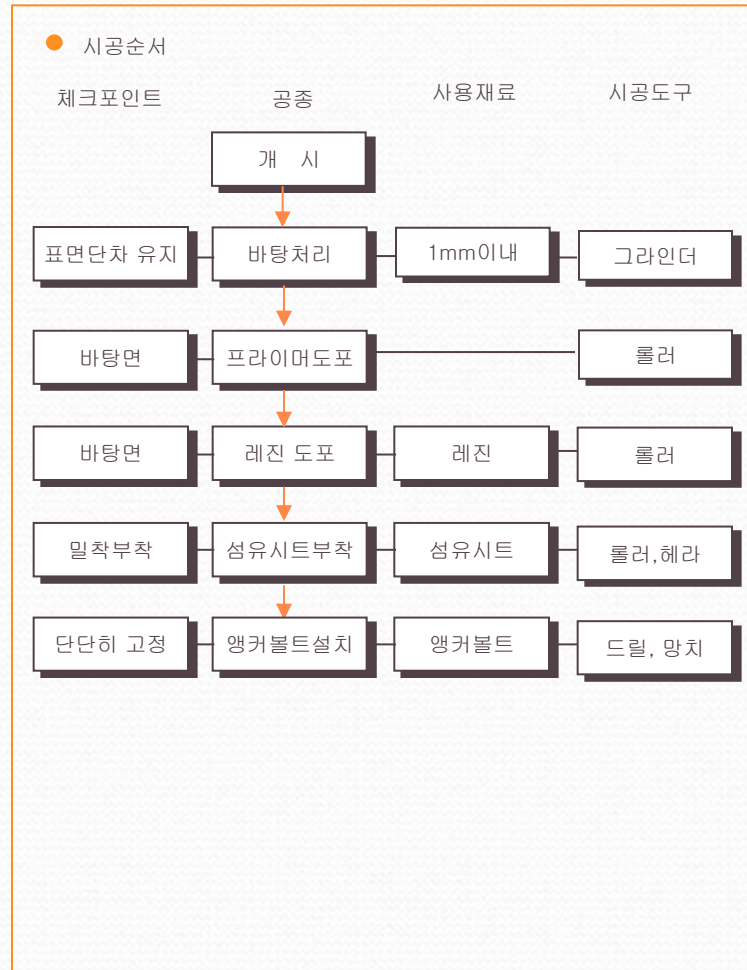 시공순서
체크포인트 공종 사용재료 시공도구
개 시
표면단차 유지 바탕처리 1mm이내 그라인더
바탕면 프라이머도포 롤러
바탕면 레진 도포 레진 롤러
밀착부착 섬유시트부착 섬유시트 롤러,헤라
단단히 고정 앵커볼트설치 앵커볼트 드릴, 망치